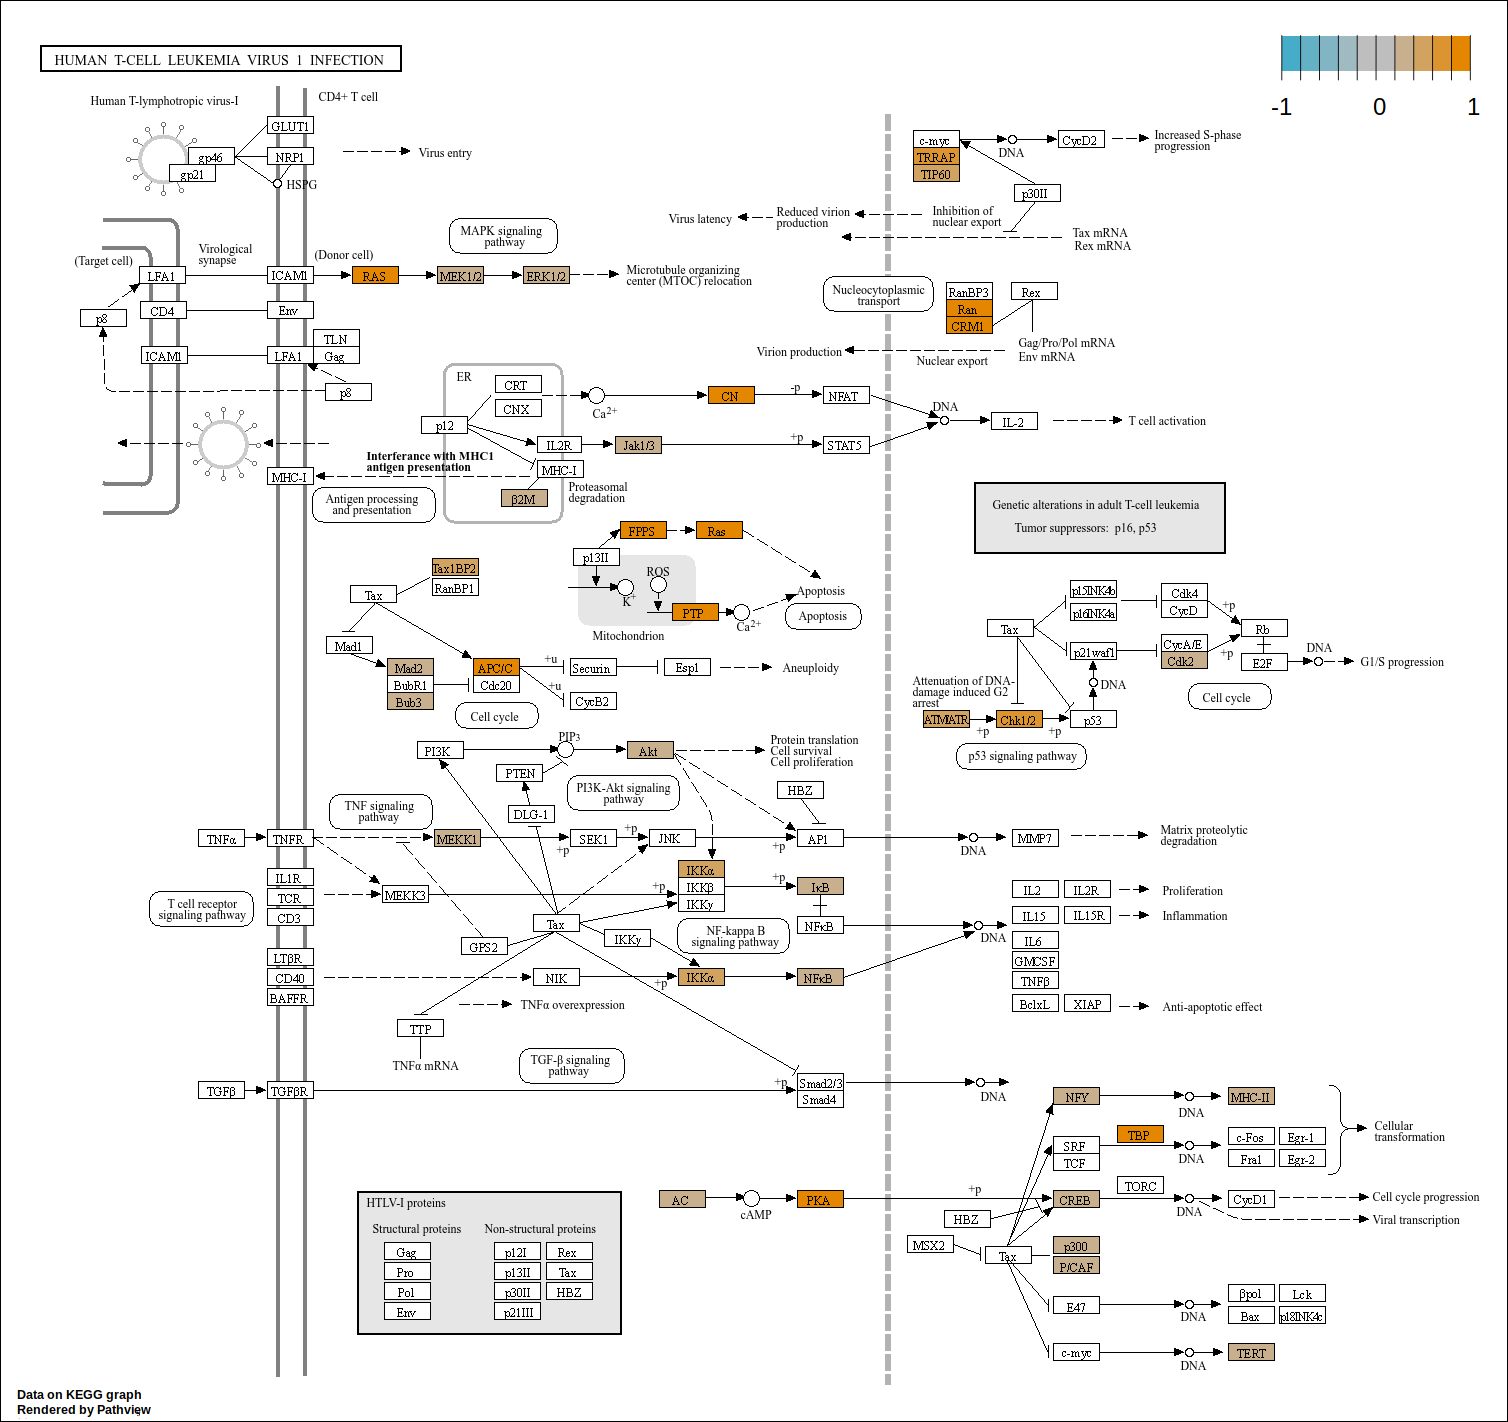 HUMAN T-CELL LEUKEMIA VIRUS 1 INFECTION
-1 0 1
Human T-lymphotropic virus-I
CD4+ T cell
GLUT1
gp46
NRP1
gp21
HSPG
Virus entry
c-myc
TRRAP
TIP60
DNA
CycD2
Increased S-phase
progression
p30II
Virus latency
Reduced virion
production
Inhibition of
nuclear export
Tax mRNA
Rex mRNA
MAPK signaling
pathway
(Target cell)
Virological
synapse
(Donor cell)
LFA1
ICAM1
RAS
MEK1/2
ERK1/2
Microtubule organizing
center (MTOC) relocation
Nucleocytoplasmic
transport
RanBP3
Ran
CRM1
Rex
p8
CD4
Env
TLN
Gag
ICAM1
LFA1
p8
Virion production
Nuclear export
Gag/Pro/Pol mRNA
Env mRNA
ER
CRT
CNX
Ca2+
CN
-p
NFAT
DNA
IL-2
T cell activation
p12
IL2R
Jak1/3
+p
STAT5
Interferance with MHC1
antigen presentation
MHC-I
MHC-I
Antigen processing
and presentation
β2M
Proteasomal
degradation
Genetic alterations in adult T-cell leukemia
Tumor suppressors: p16, p53
FPPS
Ras
p13II
ROS
K+
PTP
Ca2+
Apoptosis
Apoptosis
Mitochondrion
Tax1BP2
RanBP1
Tax
Mad1
Mad2
BubR1
Bub3
APC/C
Cdc20
+u
+u
Securin
Esp1
CycB2
Aneuploidy
Cell cycle
p15INK4b
p16INK4a
Cdk4
CycD
+p
Tax
p21waf1
CycA/E
Cdk2
+p
Rb
E2F
DNA
G1/S progression
Attenuation of DNA-
damage induced G2
arrest
DNA
ATM/ATR
+p
Chk1/2
+p
p53
Cell cycle
p53 signaling pathway
PI3K
PIP3
Akt
Protein translation
Cell survival
Cell proliferation
PTEN
PI3K-Akt signaling
pathway
HBZ
TNF signaling
pathway
DLG-1
TNFα
TNFR
MEKK1
+p
SEK1
+p
JNK
+p
AP1
DNA
MMP7
Matrix proteolytic
degradation
IL1R
TCR
CD3
MEKK3
T cell receptor
signaling pathway
+p
IKKα
IKKβ
IKKγ
+p
IκB
NFκB
IL2
IL2R
Proliferation
IL15
IL15R
Inflammation
DNA
IL6
GMCSF
TNFβ
BclxL
XIAP
Anti-apoptotic effect
Tax
GPS2
IKKγ
NF-kappa B
signaling pathway
LTβR
CD40
BAFFR
NIK
+p
IKKα
NFκB
TNFα overexpression
TTP
TNFα mRNA
TGF-β signaling
pathway
TGFβ
TGFβR
+p
Smad2/3
Smad4
DNA
NFY
DNA
MHC-II
SRF
TCF
TBP
DNA
c-Fos
Egr-1
Fra1
Egr-2
Cellular
transformation
AC
cAMP
PKA
+p
CREB
TORC
DNA
CycD1
Cell cycle progression
Viral transcription
HBZ
MSX2
Tax
p300
P/CAF
E47
DNA
βpol
Lck
Bax
p18INK4c
c-myc
DNA
TERT
HTLV-I proteins
Structural proteins
Non-structural proteins
Gag
p12I
Rex
Pro
p13II
Tax
Pol
p30II
HBZ
Env
p21III
Data on KEGG graph
Rendered by Pathview